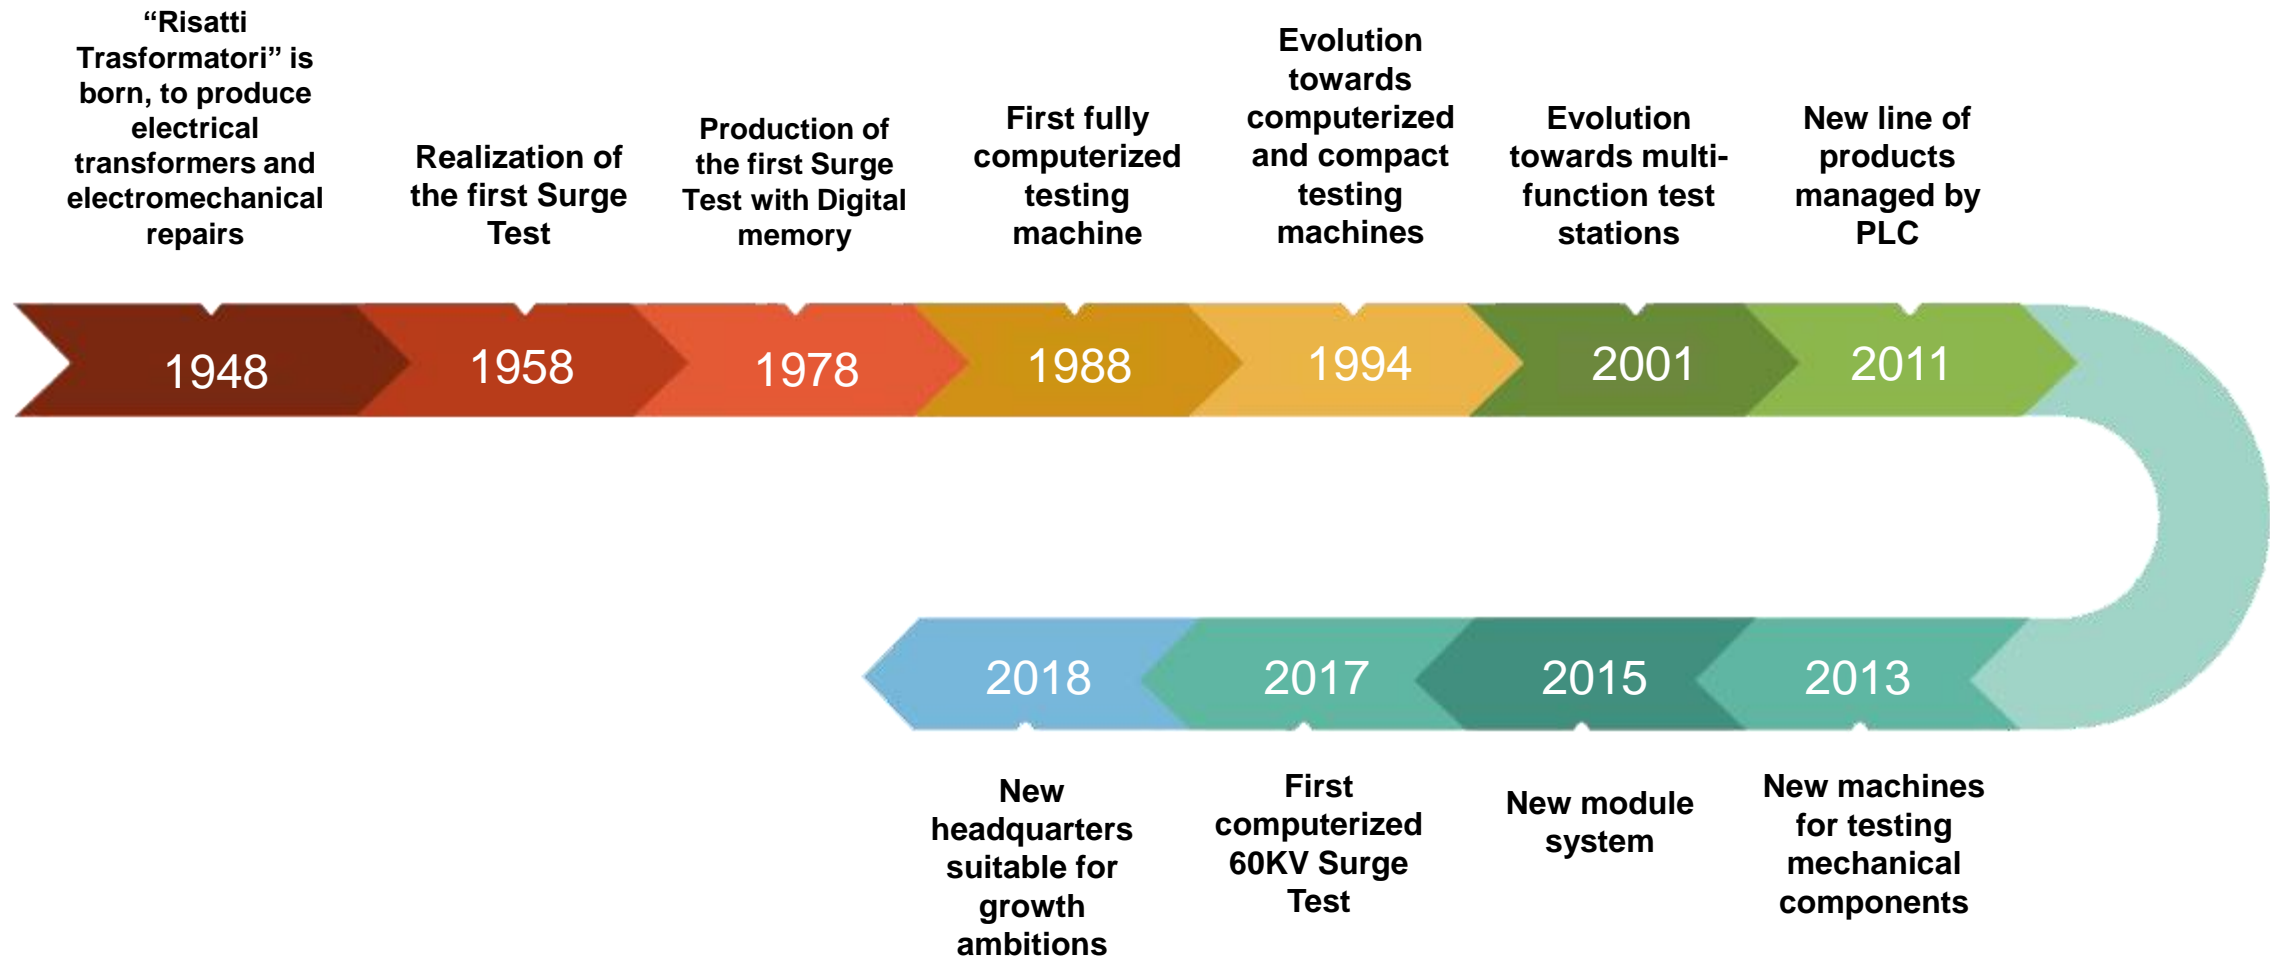 “Risatti
Trasformatori” is
born, to produce
electrical
transformers and
electromechanical
repairs
Realization of
the first Surge
Test
Production of
the first Surge
Test with Digital
memory
First fully
computerized
testing
machine
Evolution
towards
computerized
and compact
testing
machines
Evolution
towards multi-
function test
stations
New line of
products
managed by
PLC
1948
1958
1978
1988
1994
2001
2011
2018
2017
2015
2013
New
headquarters
suitable for
growth
ambitions
First
computerized
60KV Surge
Test
New module
system
New machines
for testing
mechanical
components